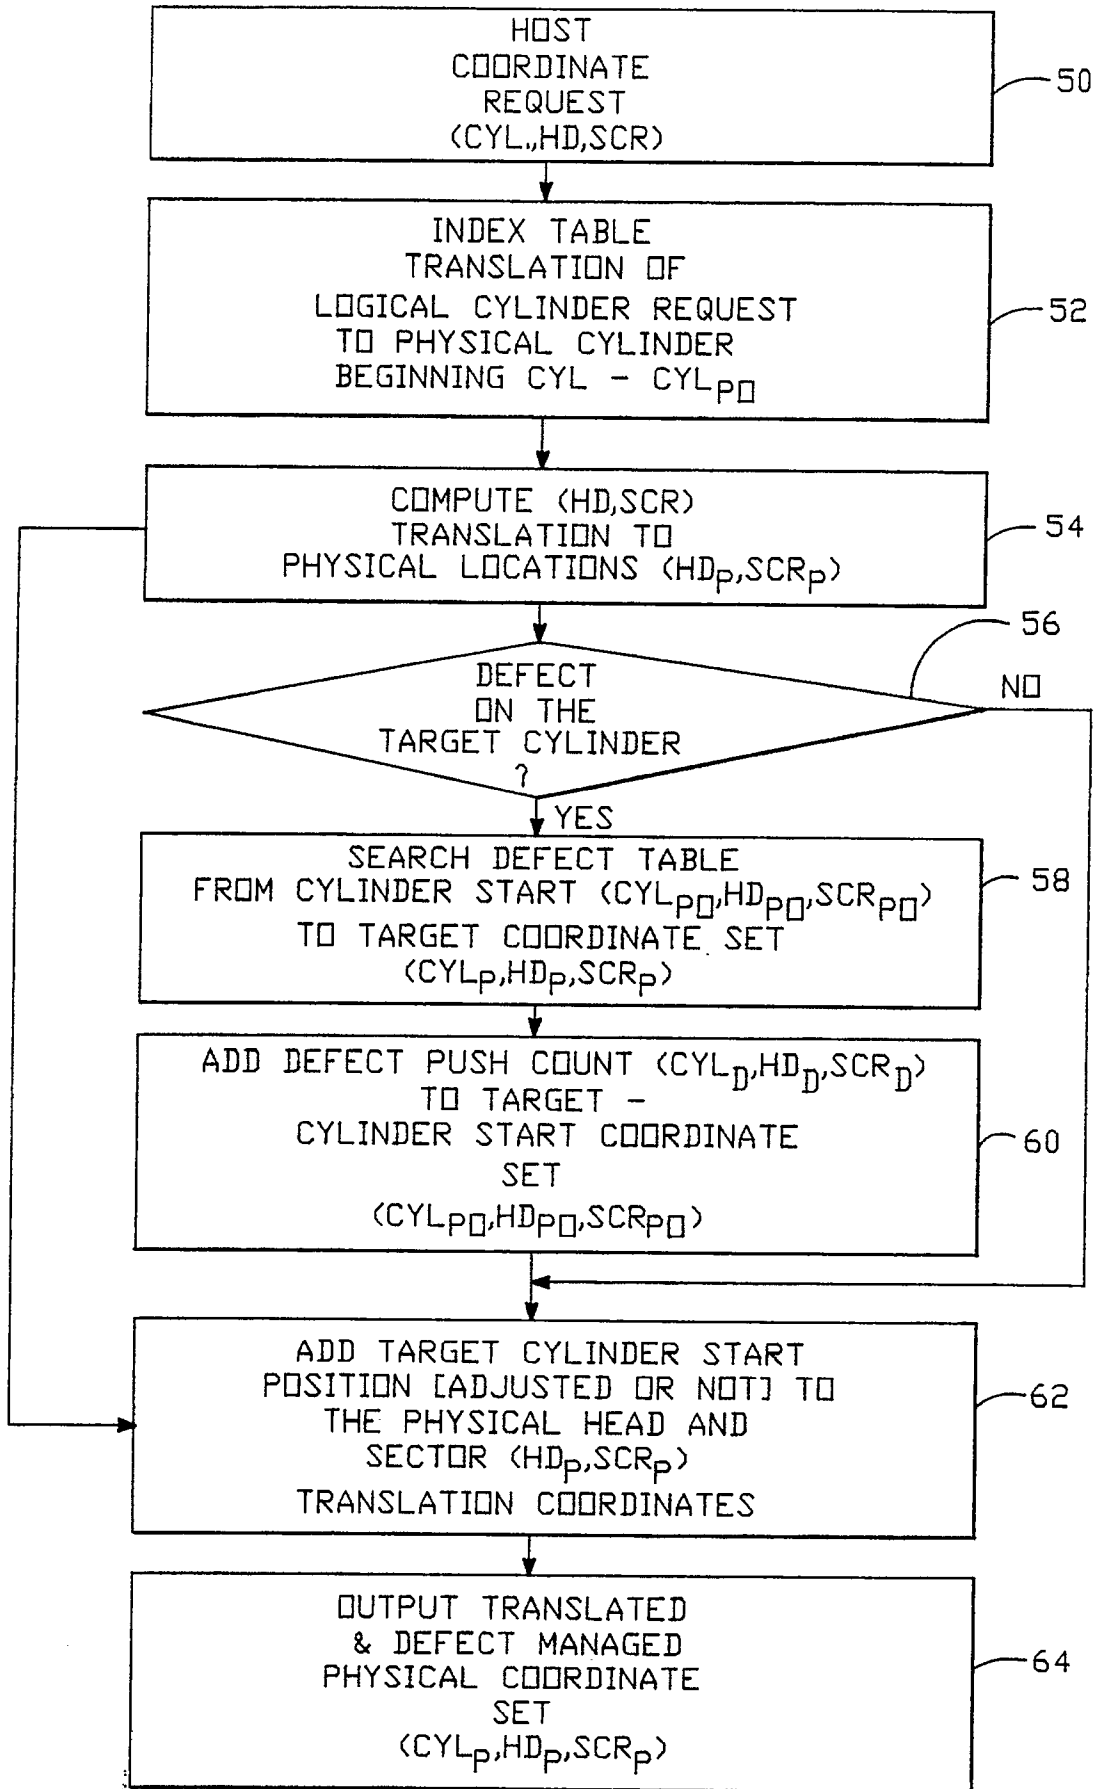 HOST
COORDINATE
REQUEST
(CYL.,HD,SCR)
50
INDEX TABLE
TRANSLATION OF
LOGICAL CYLINDER REQUEST
TO PHYSICAL CYLINDER
BEGINNING CYL - CYLPO
52
COMPUTE (HD,SCR)
TRANSLATION TO
PHYSICAL LOCATIONS (HDP,SCRP)
54
DEFECT
ON THE
TARGET CYLINDER
?
56
NO
YES
SEARCH DEFECT TABLE
FROM CYLINDER START (CYLPO,HDPO,SCRPO)
TO TARGET COORDINATE SET
(CYLP,HDP,SCRP)
58
ADD DEFECT PUSH COUNT (CYLD,HDD,SCRD)
TO TARGET -
CYLINDER START COORDINATE
SET
(CYLPO,HDPO,SCRPO)
60
ADD TARGET CYLINDER START
POSITION [ADJUSTED OR NOT] TO
THE PHYSICAL HEAD AND
SECTOR (HDP,SCRP)
TRANSLATION COORDINATES
62
OUTPUT TRANSLATED
& DEFECT MANAGED
PHYSICAL COORDINATE
SET
(CYLP,HDP,SCRP)
64